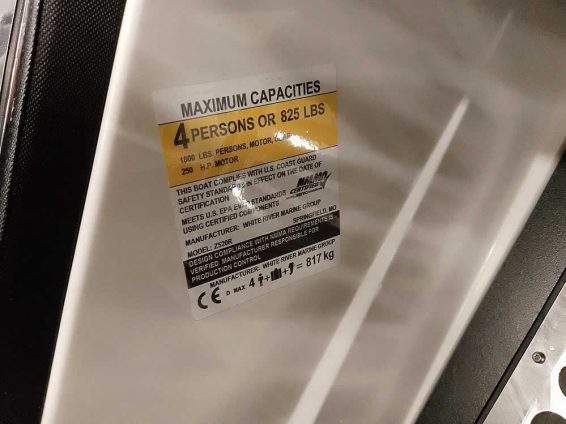 MAXIMUM CAPACITIES
4 PERSONS OR 825 LBS
1800 LBS. PERSONS, MOTOR,
250 H.P. MOTOR
THIS BOAT COMPLIES WITH U.S. COAST GUARD
SAFETY STANDARDS IN EFFECT ON THE DATE OF
CERTIFICATION
NMMA CERTIFIED
MEETS U.S. EPA STANDARDS
USING CERTIFIED COMPONENTS
MANUFACTURER: WHITE RIVER MARINE GROUP
SPRINGFIELD, MO
MODEL: Z520R
DESIGN COMPLIANCE WITH NMMA REQUIREMENTS IS
VERIFIED. MANUFACTURER RESPONSIBLE FOR
PRODUCTION CONTROL
MANUFACTURER: WHITE RIVER MARINE GROUP
CE D MAX 4 + + = 817 kg